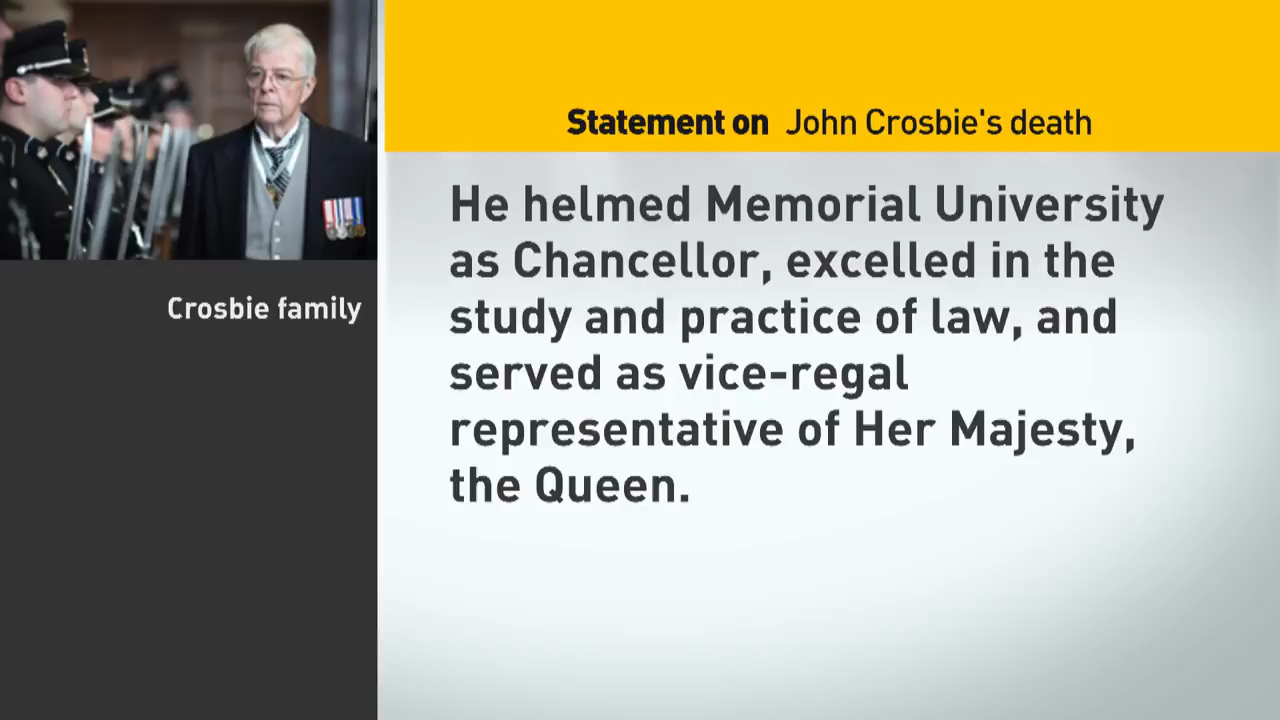 Statement on John Crosbie's death
He helmed Memorial University
as Chancellor, excelled in the
study and practice of law, and
served as vice-regal
representative of Her Majesty,
the Queen.
Crosbie family